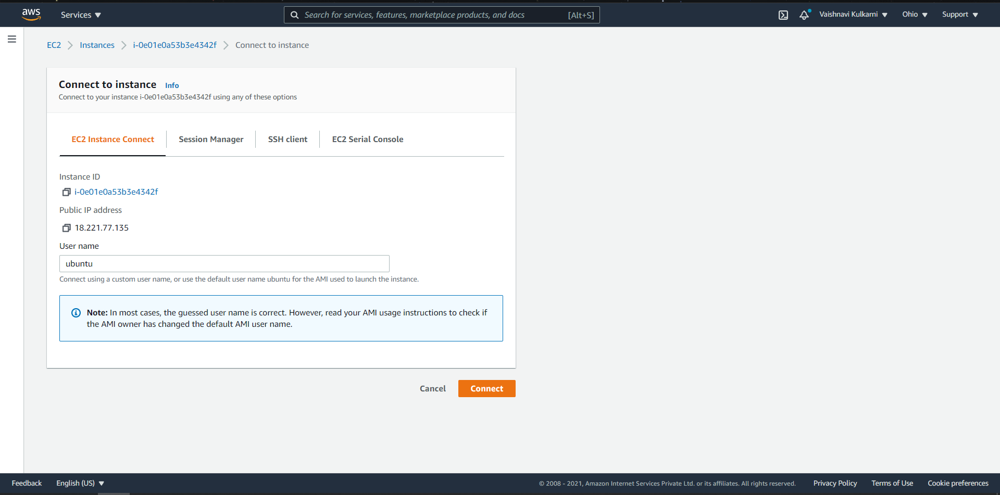 aws Services Search for services, features, marketplace products, and docs [Alt+S] Vaishnavi Kulkarni Ohio Support
EC2 Instances i-0e01e0a53b3e4342f Connect to instance
Connect to instance Info
Connect to your instance i-0e01e0a53b3e4342f using any of these options
EC2 Instance Connect Session Manager SSH client EC2 Serial Console
Instance ID
i-0e01e0a53b3e4342f
Public IP address
18.221.77.135
User name
ubuntu
Connect using a custom user name, or use the default user name ubuntu for the AMI used to launch the instance.
Note: In most cases, the guessed user name is correct. However, read your AMI usage instructions to check if
the AMI owner has changed the default AMI user name.
Cancel Connect
Feedback English (US) © 2008 - 2021, Amazon Internet Services Private Ltd. or its affiliates. All rights reserved. Privacy Policy Terms of Use Cookie preferences